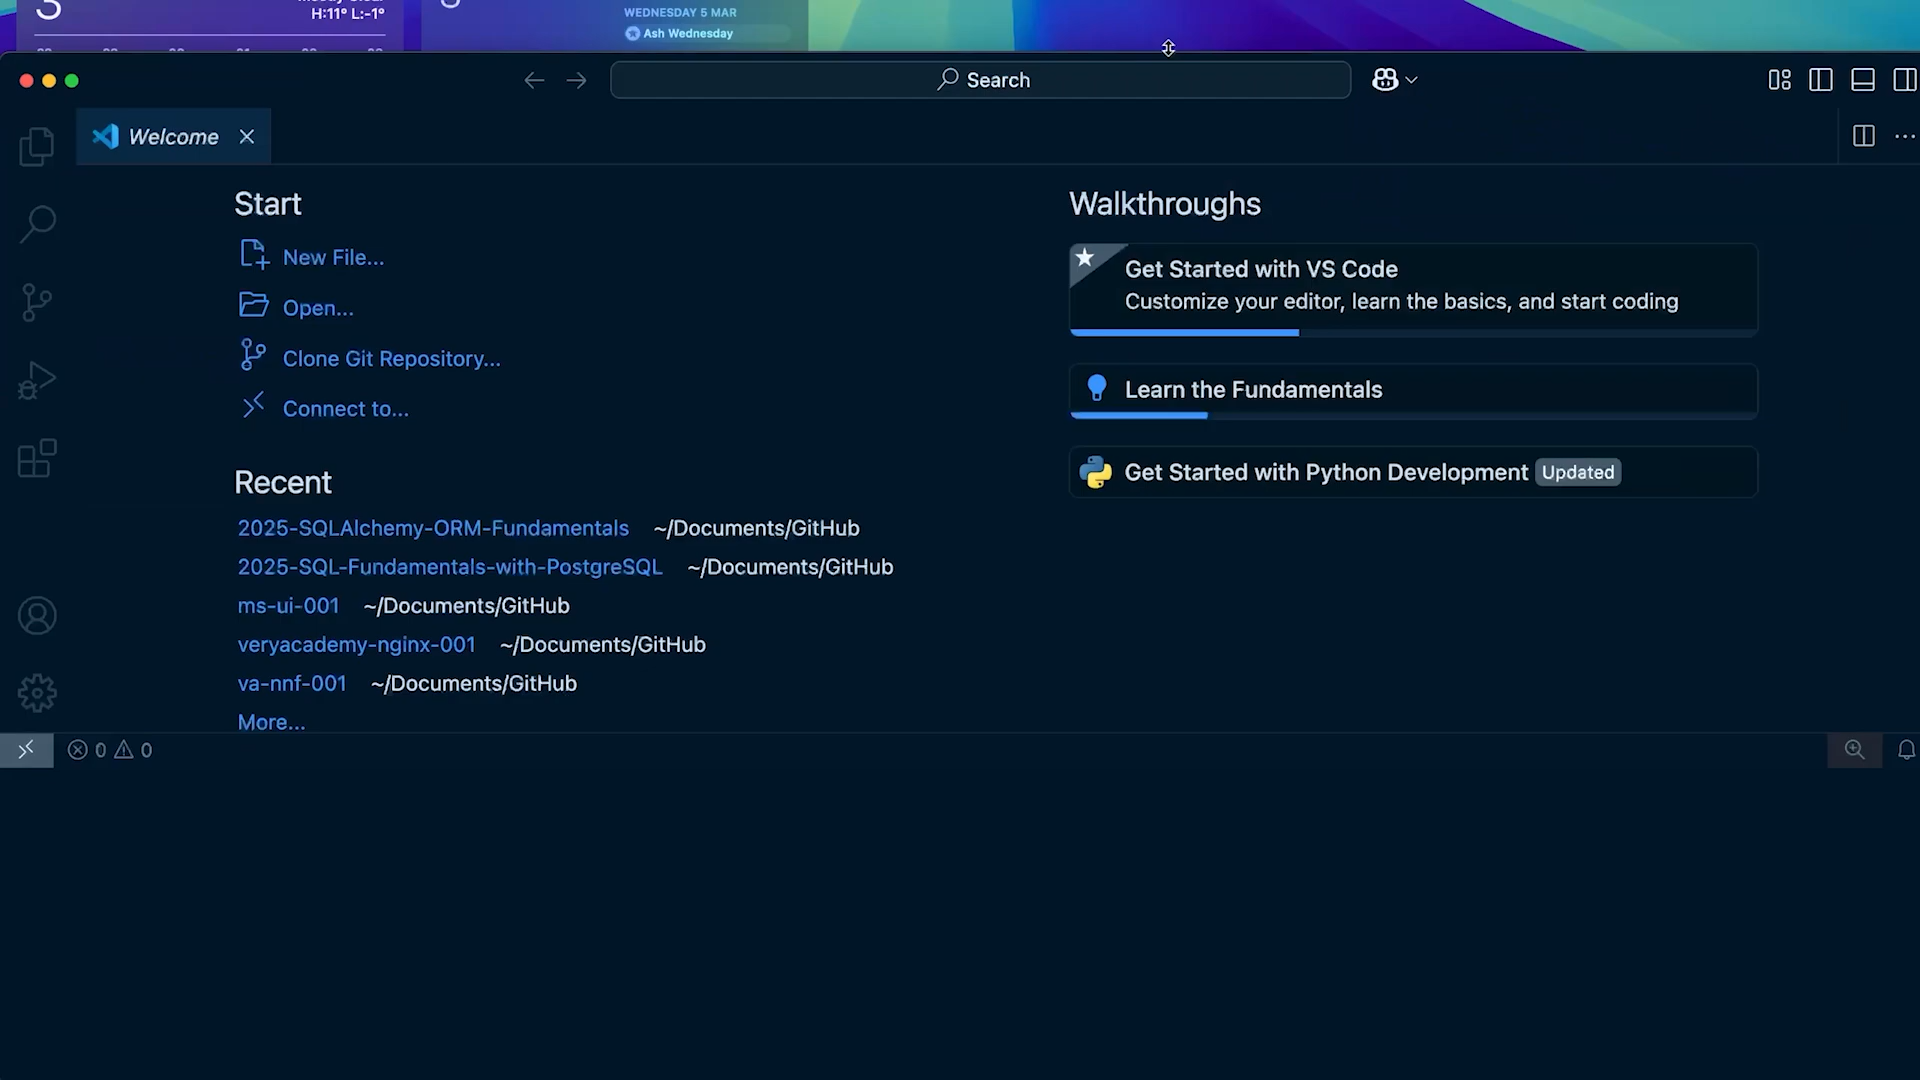 H:11° L:-1°
WEDNESDAY 5 MAR
Ash Wednesday
Search
Welcome
Start
New File...
Open...
Clone Git Repository...
Connect to...
Recent
2025-SQLAlchemy-ORM-Fundamentals ~/Documents/GitHub
2025-SQL-Fundamentals-with-PostgreSQL ~/Documents/GitHub
ms-ui-001 ~/Documents/GitHub
veryacademy-nginx-001 ~/Documents/GitHub
va-nnf-001 ~/Documents/GitHub
More...
Walkthroughs
Get Started with VS Code
Customize your editor, learn the basics, and start coding
Learn the Fundamentals
Get Started with Python Development Updated
0 0